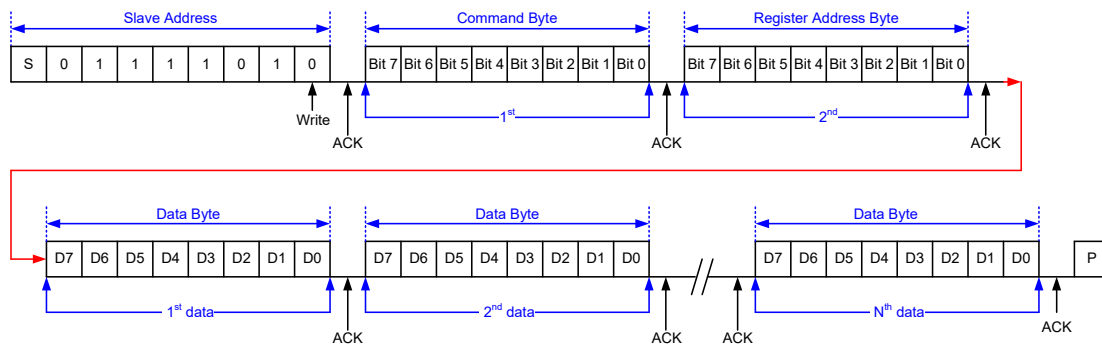 Slave Address Command Byte Register Address Byte
S 0 1 1 1 1 0 1 0 Bit 7 Bit 6 Bit 5 Bit 4 Bit 3 Bit 2 Bit 1 Bit 0 Bit 7 Bit 6 Bit 5 Bit 4 Bit 3 Bit 2 Bit 1 Bit 0
Write 1st 2nd
ACK ACK ACK
Data Byte Data Byte Data Byte
D7 D6 D5 D4 D3 D2 D1 D0 D7 D6 D5 D4 D3 D2 D1 D0 D7 D6 D5 D4 D3 D2 D1 D0 P
1st data 2nd data Nth data
ACK ACK ACK ACK